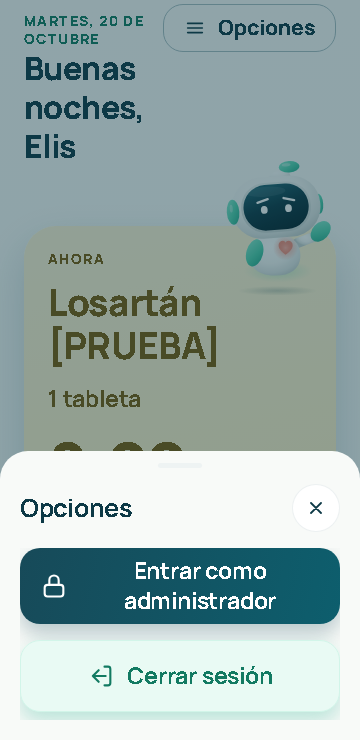 MARTES, 20 DE
OCTUBRE
Opciones
Buenas
noches,
Elis
AHORA
Losartán
[PRUEBA]
1 tableta
Opciones
Entrar como
administrador
Cerrar sesión